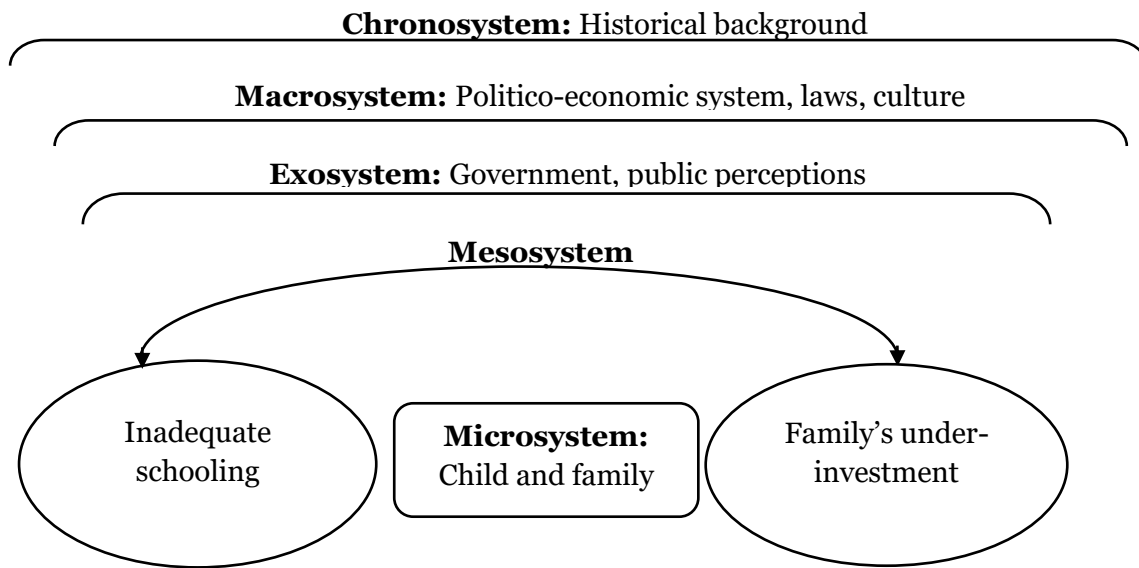 Chronosystem: Historical background
Macrosystem: Politico-economic system, laws, culture
Exosystem: Government, public perceptions
Mesosystem
Inadequate
schooling
Microsystem:
Child and family
Family’s under-
investment